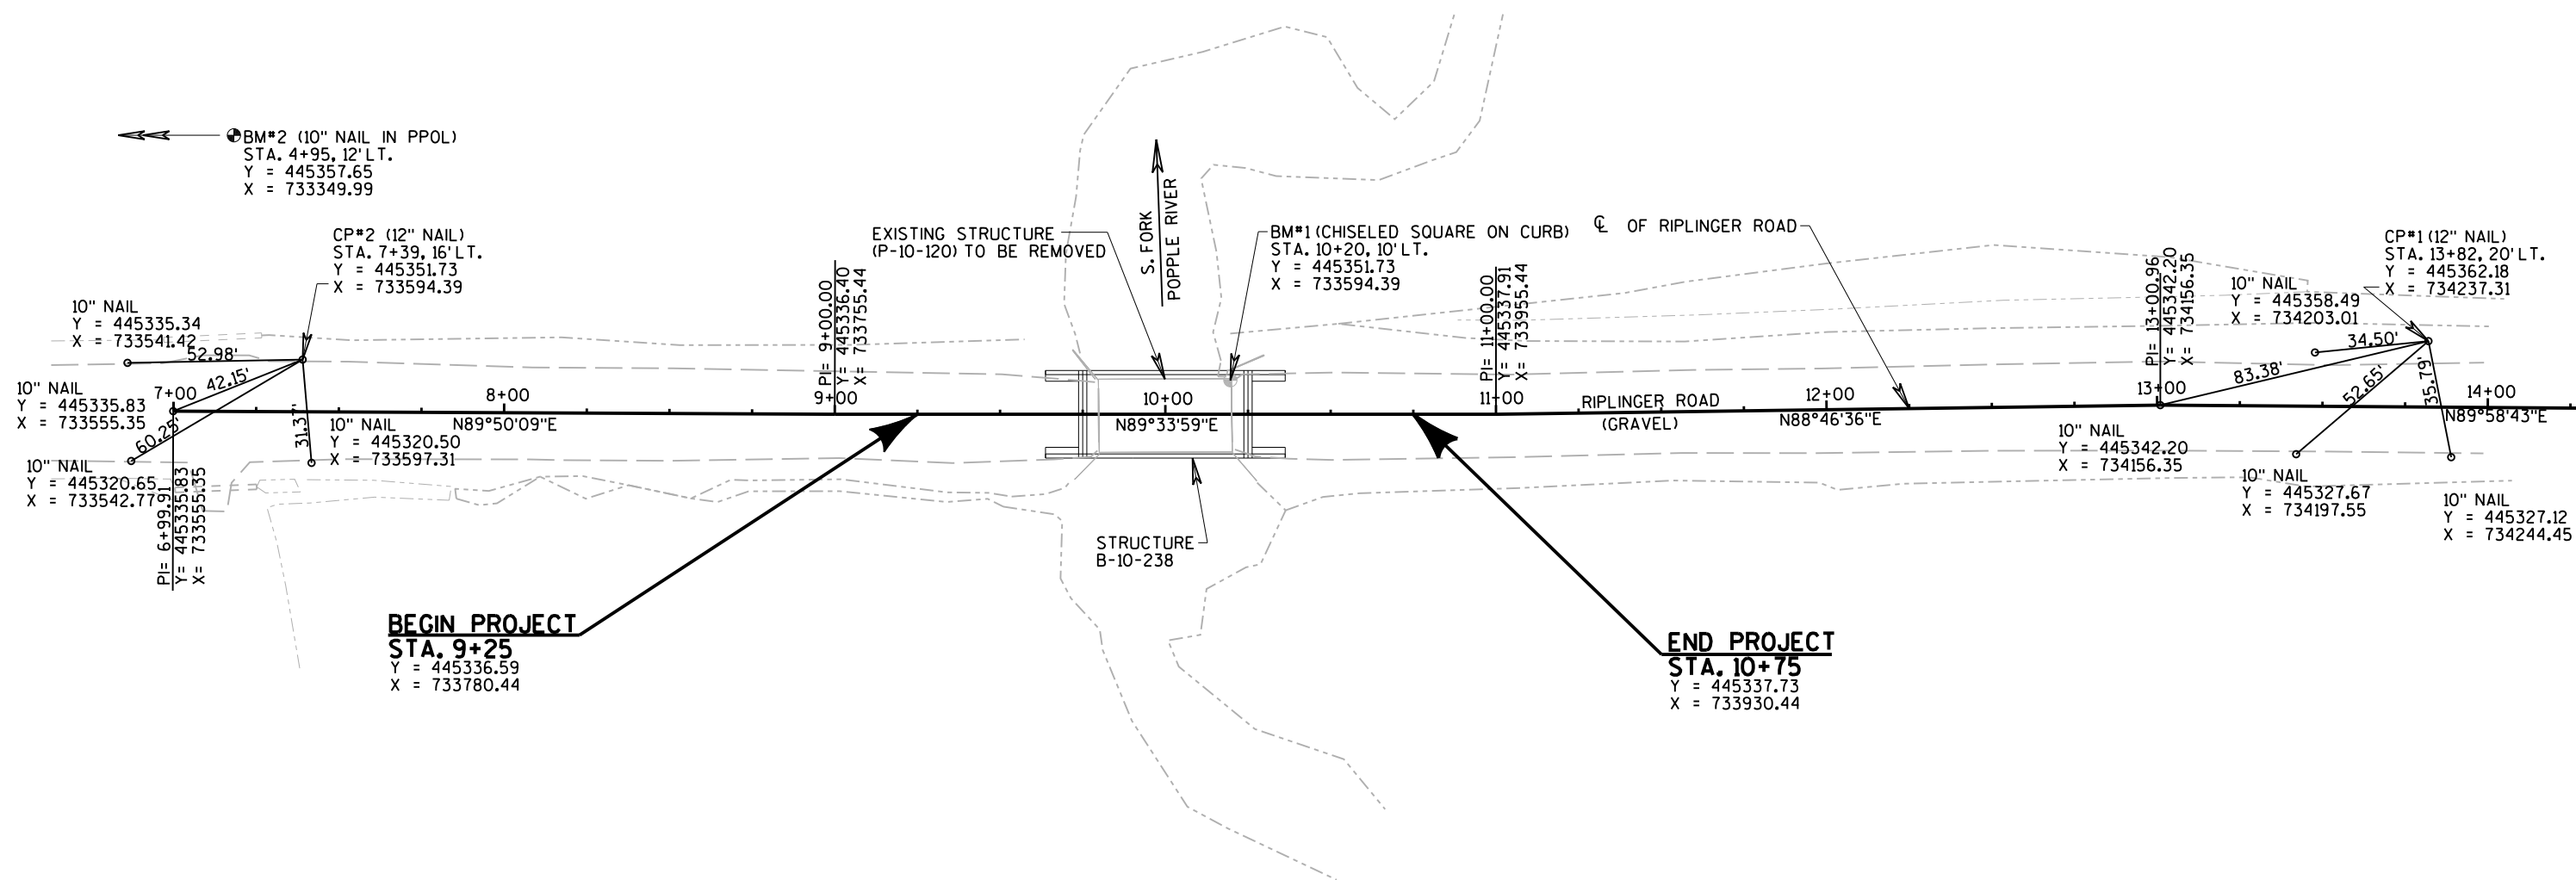 BM#2 (10" NAIL IN PPOL)
STA. 4+95, 12' LT.
Y = 445357.65
X = 733349.99
CP#2 (12" NAIL)
STA. 7+39, 16' LT.
Y = 445351.73
X = 733594.39
10" NAIL
Y = 445335.34
X = 733541.42
52.98'
42.15'
60.25'
31.37'
10" NAIL
Y = 445335.83
X = 733555.35
10" NAIL
Y = 445320.65
X = 733542.77
10" NAIL
Y = 445320.50
X = 733597.31
7+00
PI= 6+99.91
Y= 445335.83
X= 733555.35
8+00
N89°50'09"E
PI= 9+00.00
Y= 445336.40
X= 733755.44
9+00
EXISTING STRUCTURE
(P-10-120) TO BE REMOVED
S. FORK
POPPLE RIVER
BM#1 (CHISELED SQUARE ON CURB)
STA. 10+20, 10' LT.
Y = 445351.73
X = 733594.39
10+00
N89°33'59"E
STRUCTURE
B-10-238
℄ OF RIPLINGER ROAD
PI= 11+00.00
Y= 445337.91
X= 733955.44
11+00
RIPLINGER ROAD
(GRAVEL)
12+00
N88°46'36"E
PI= 13+00.96
Y= 445342.20
X= 734156.35
13+00
CP#1 (12" NAIL)
STA. 13+82, 20' LT.
Y = 445362.18
X = 734237.31
10" NAIL
Y = 445358.49
X = 734203.01
34.50'
83.38'
52.65'
35.79'
14+00
N89°58'43"E
10" NAIL
Y = 445342.20
X = 734156.35
10" NAIL
Y = 445327.67
X = 734197.55
10" NAIL
Y = 445327.12
X = 734244.45
BEGIN PROJECT
STA. 9+25
Y = 445336.59
X = 733780.44
END PROJECT
STA. 10+75
Y = 445337.73
X = 733930.44